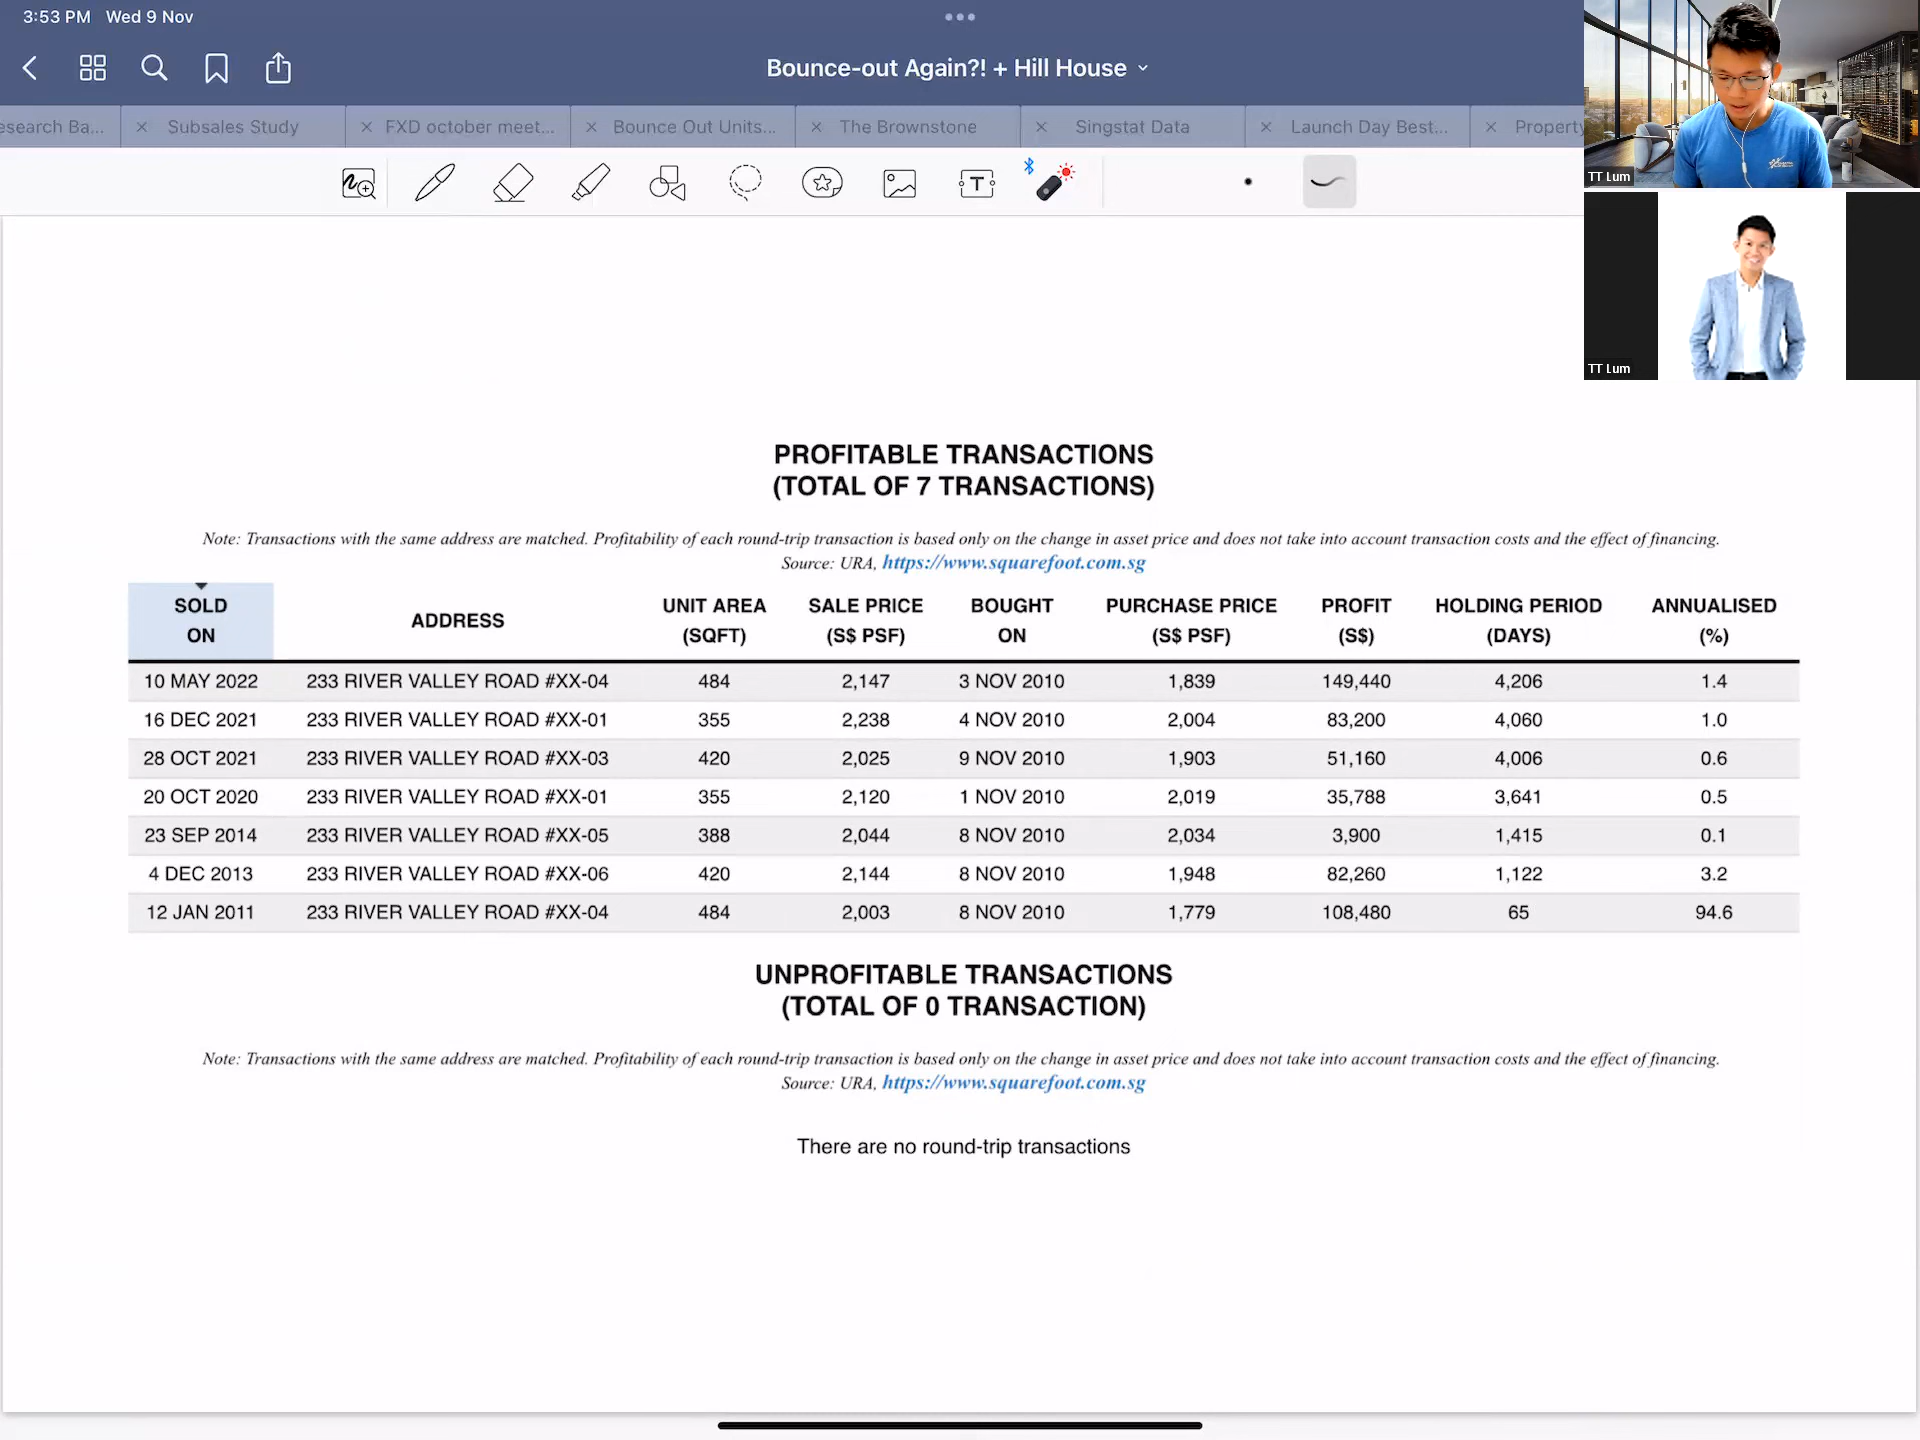 3:53 PM Wed 9 Nov
Bounce-out Again?! + Hill House
esearch Ba...
Subsales Study
FXD october meet...
Bounce Out Units...
The Brownstone
Singstat Data
Launch Day Best...
Property
T
TT Lum
TT Lum
PROFITABLE TRANSACTIONS
(TOTAL OF 7 TRANSACTIONS)
Note: Transactions with the same address are matched. Profitability of each round-trip transaction is based only on the change in asset price and does not take into account transaction costs and the effect of financing.
Source: URA, https://www.squarefoot.com.sg
SOLD ON ADDRESS UNIT AREA (SQFT) SALE PRICE (S$ PSF) BOUGHT ON PURCHASE PRICE (S$ PSF) PROFIT (S$) HOLDING PERIOD (DAYS) ANNUALISED (%)
10 MAY 2022 233 RIVER VALLEY ROAD #XX-04 484 2,147 3 NOV 2010 1,839 149,440 4,206 1.4
16 DEC 2021 233 RIVER VALLEY ROAD #XX-01 355 2,238 4 NOV 2010 2,004 83,200 4,060 1.0
28 OCT 2021 233 RIVER VALLEY ROAD #XX-03 420 2,025 9 NOV 2010 1,903 51,160 4,006 0.6
20 OCT 2020 233 RIVER VALLEY ROAD #XX-01 355 2,120 1 NOV 2010 2,019 35,788 3,641 0.5
23 SEP 2014 233 RIVER VALLEY ROAD #XX-05 388 2,044 8 NOV 2010 2,034 3,900 1,415 0.1
4 DEC 2013 233 RIVER VALLEY ROAD #XX-06 420 2,144 8 NOV 2010 1,948 82,260 1,122 3.2
12 JAN 2011 233 RIVER VALLEY ROAD #XX-04 484 2,003 8 NOV 2010 1,779 108,480 65 94.6
UNPROFITABLE TRANSACTIONS
(TOTAL OF 0 TRANSACTION)
Note: Transactions with the same address are matched. Profitability of each round-trip transaction is based only on the change in asset price and does not take into account transaction costs and the effect of financing.
Source: URA, https://www.squarefoot.com.sg
There are no round-trip transactions